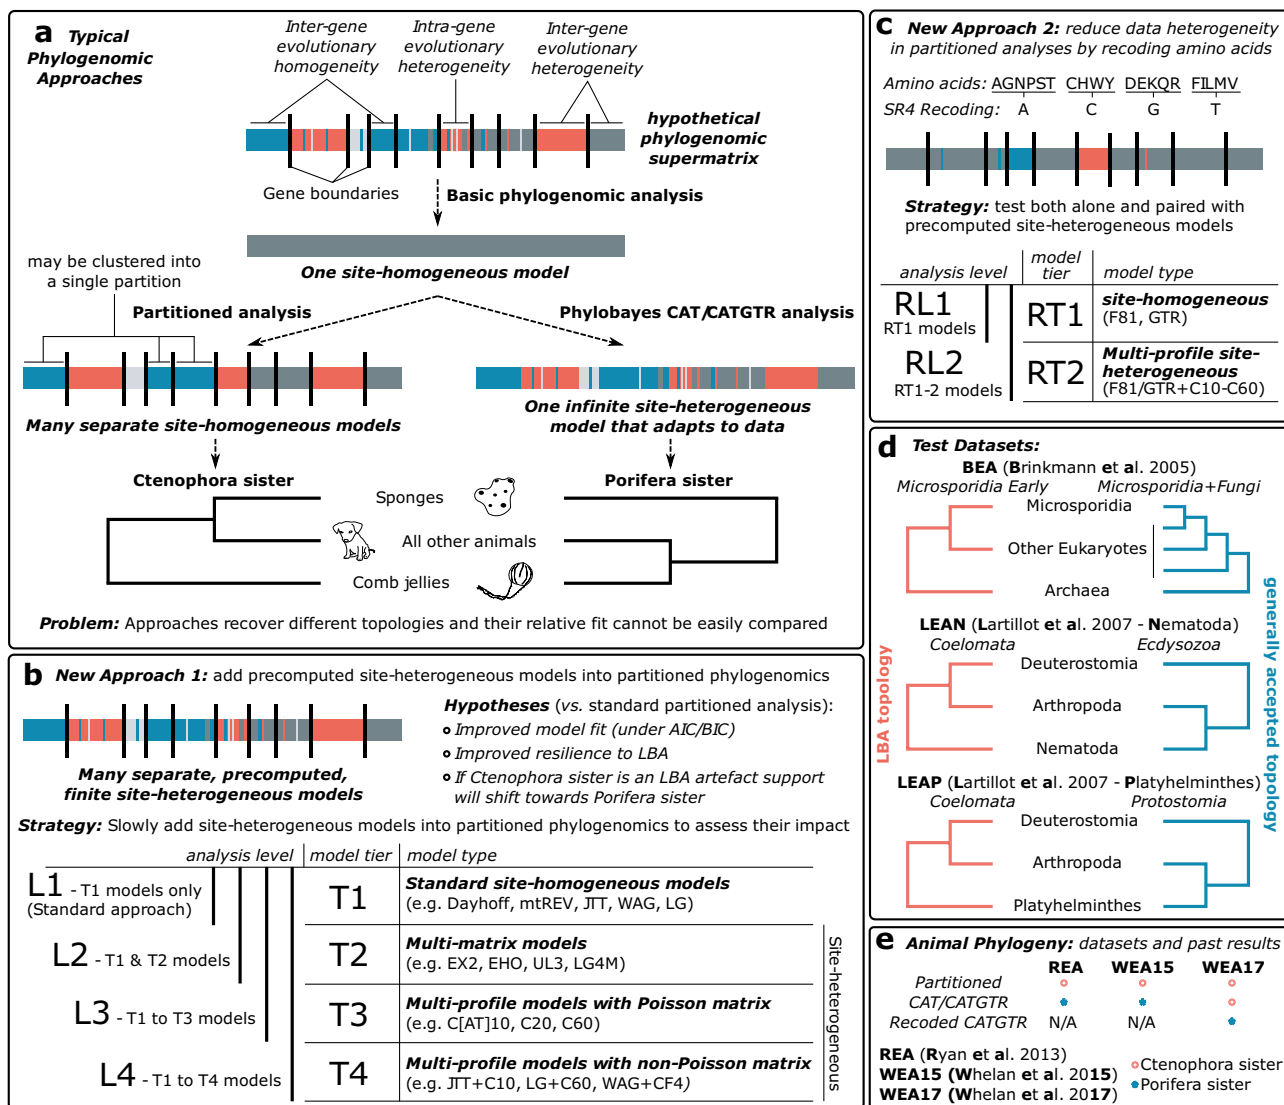 a Typical
Phylogenomic
Approaches
Inter-gene
evolutionary
homogeneity
Intra-gene
evolutionary
heterogeneity
Inter-gene
evolutionary
heterogeneity
hypothetical
phylogenomic
supermatrix
Gene boundaries
Basic phylogenomic analysis
One site-homogeneous model
may be clustered into
a single partition
Partitioned analysis
Phylobayes CAT/CATGTR analysis
Many separate site-homogeneous models
One infinite site-heterogeneous
model that adapts to data
Ctenophora sister
Porifera sister
Sponges
All other animals
Comb jellies
Problem: Approaches recover different topologies and their relative fit cannot be easily compared
b New Approach 1: add precomputed site-heterogeneous models into partitioned phylogenomics
Many separate, precomputed,
finite site-heterogeneous models
Hypotheses (vs. standard partitioned analysis):
Improved model fit (under AIC/BIC)
Improved resilience to LBA
If Ctenophora sister is an LBA artefact support
will shift towards Porifera sister
Strategy: Slowly add site-heterogeneous models into partitioned phylogenomics to assess their impact
analysis level model tier model type
L1 - T1 models only
(Standard approach)
T1
Standard site-homogeneous models
(e.g. Dayhoff, mtREV, JTT, WAG, LG)
L2 - T1 & T2 models
T2
Multi-matrix models
(e.g. EX2, EHO, UL3, LG4M)
L3 - T1 to T3 models
T3
Multi-profile models with Poisson matrix
(e.g. C[AT]10, C20, C60)
L4 - T1 to T4 models
T4
Multi-profile models with non-Poisson matrix
(e.g. JTT+C10, LG+C60, WAG+CF4)
Site-heterogeneous
c New Approach 2: reduce data heterogeneity
in partitioned analyses by recoding amino acids
Amino acids: AGNPST CHWY DEKQR FILMV
SR4 Recoding: A C G T
Strategy: test both alone and paired with
precomputed site-heterogeneous models
analysis level model tier model type
RL1
RT1 models
RT1
site-homogeneous
(F81, GTR)
RL2
RT1-2 models
RT2
Multi-profile site-
heterogeneous
(F81/GTR+C10-C60)
d Test Datasets:
BEA (Brinkmann et al. 2005)
Microsporidia Early Microsporidia+Fungi
Microsporidia
Other Eukaryotes
Archaea
LEAN (Lartillot et al. 2007 - Nematoda)
Coelomata Ecdysozoa
Deuterostomia
Arthropoda
Nematoda
LEAP (Lartillot et al. 2007 - Platyhelminthes)
Coelomata Protostomia
Deuterostomia
Arthropoda
Platyhelminthes
LBA topology
generally accepted topology
e Animal Phylogeny: datasets and past results
REA WEA15 WEA17
Partitioned
CAT/CATGTR
Recoded CATGTR N/A N/A
REA (Ryan et al. 2013)
WEA15 (Whelan et al. 2015)
WEA17 (Whelan et al. 2017)
Ctenophora sister
Porifera sister